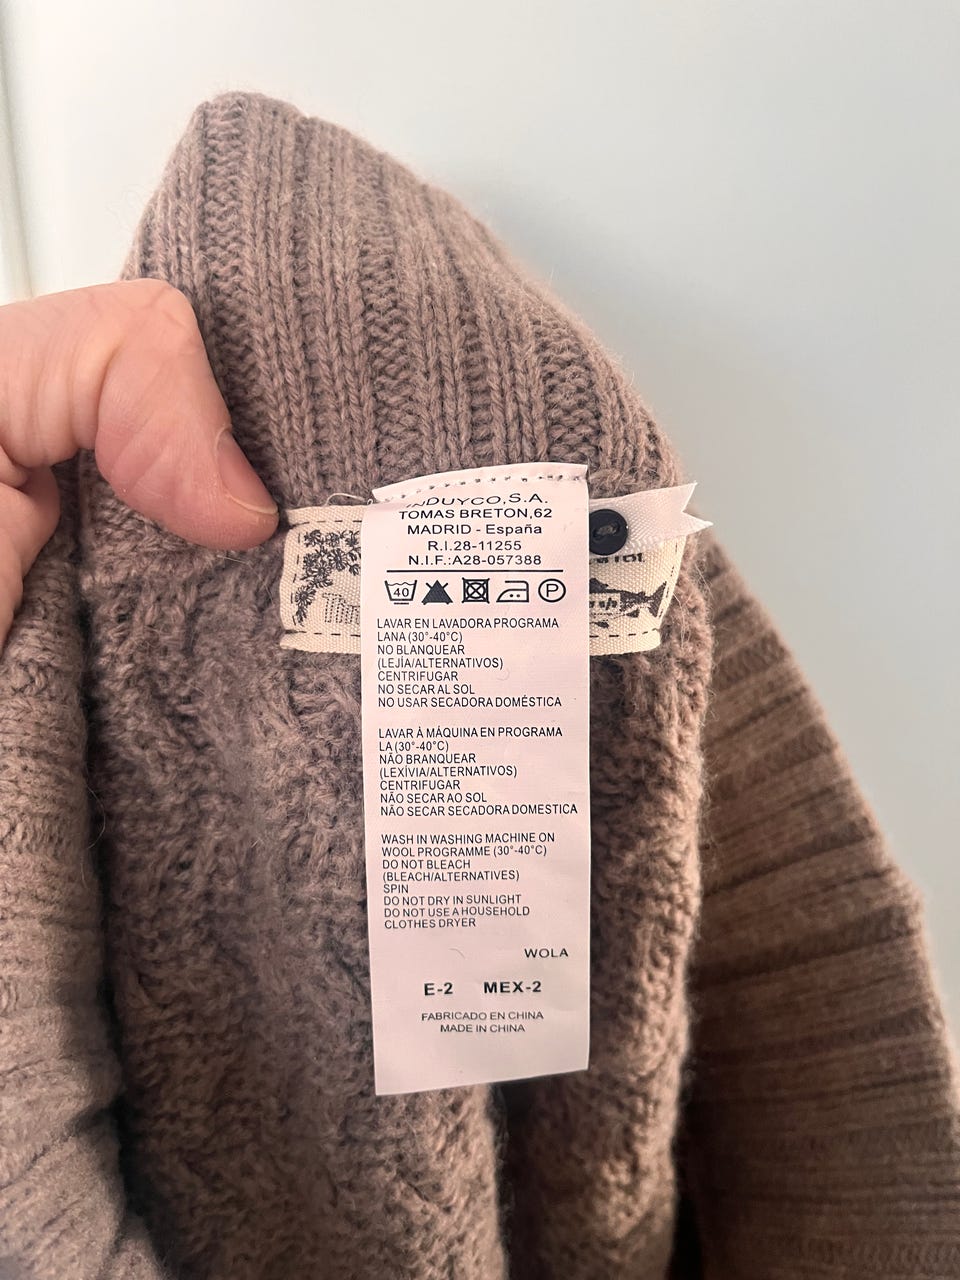 INDUYCO,S.A.
TOMAS BRETON,62
MADRID - España
R.I.28-11255
N.I.F.:A28-057388
40 P
LAVAR EN LAVADORA PROGRAMA
LANA (30°-40°C)
NO BLANQUEAR
(LEJÍA/ALTERNATIVOS)
CENTRIFUGAR
NO SECAR AL SOL
NO USAR SECADORA DOMÉSTICA
LAVAR À MÁQUINA EN PROGRAMA
LA (30°-40°C)
NÃO BRANQUEAR
(LEXÍVIA/ALTERNATIVOS)
CENTRIFUGAR
NÃO SECAR AO SOL
NÃO SECAR SECADORA DOMESTICA
WASH IN WASHING MACHINE ON
WOOL PROGRAMME (30°-40°C)
DO NOT BLEACH
(BLEACH/ALTERNATIVES)
SPIN
DO NOT DRY IN SUNLIGHT
DO NOT USE A HOUSEHOLD
CLOTHES DRYER
WOLA
E-2 MEX-2
FABRICADO EN CHINA
MADE IN CHINA